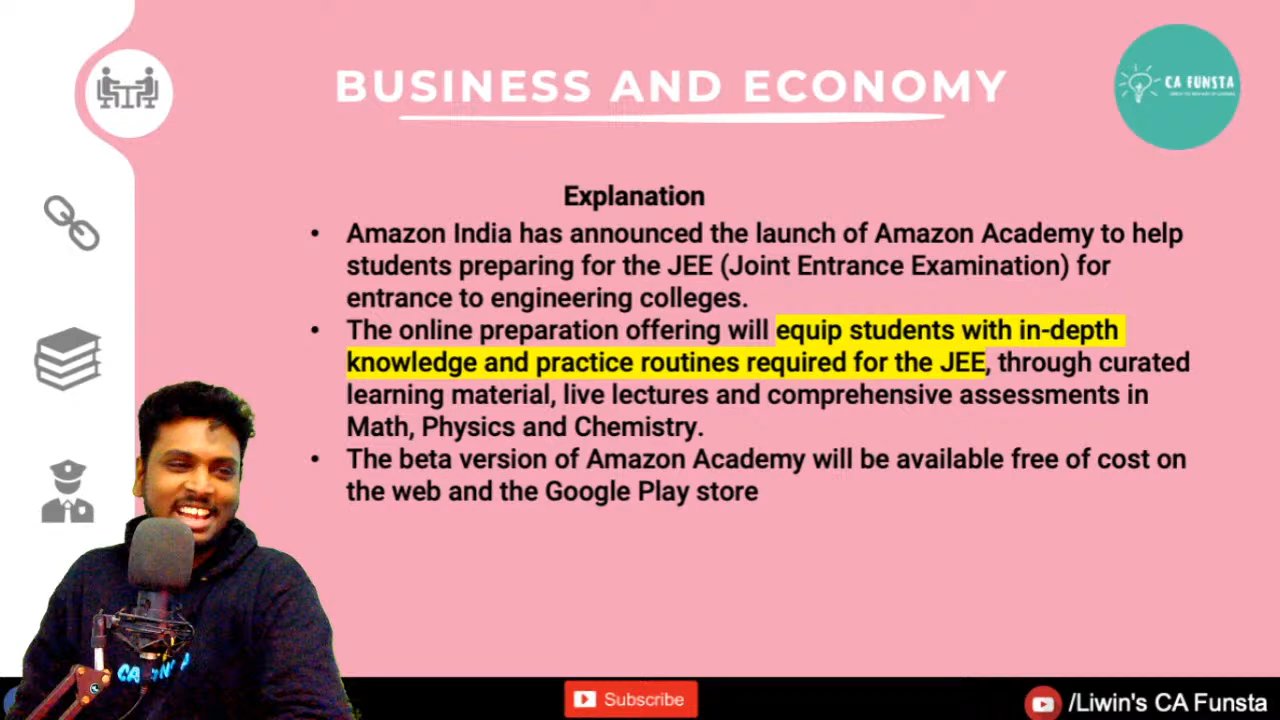 BUSINESS AND ECONOMY
CA FUNSTA
Explanation
• Amazon India has announced the launch of Amazon Academy to help
students preparing for the JEE (Joint Entrance Examination) for
entrance to engineering colleges.
• The online preparation offering will equip students with in-depth
knowledge and practice routines required for the JEE, through curated
learning material, live lectures and comprehensive assessments in
Math, Physics and Chemistry.
• The beta version of Amazon Academy will be available free of cost on
the web and the Google Play store
Subscribe
/Liwin's CA Funsta